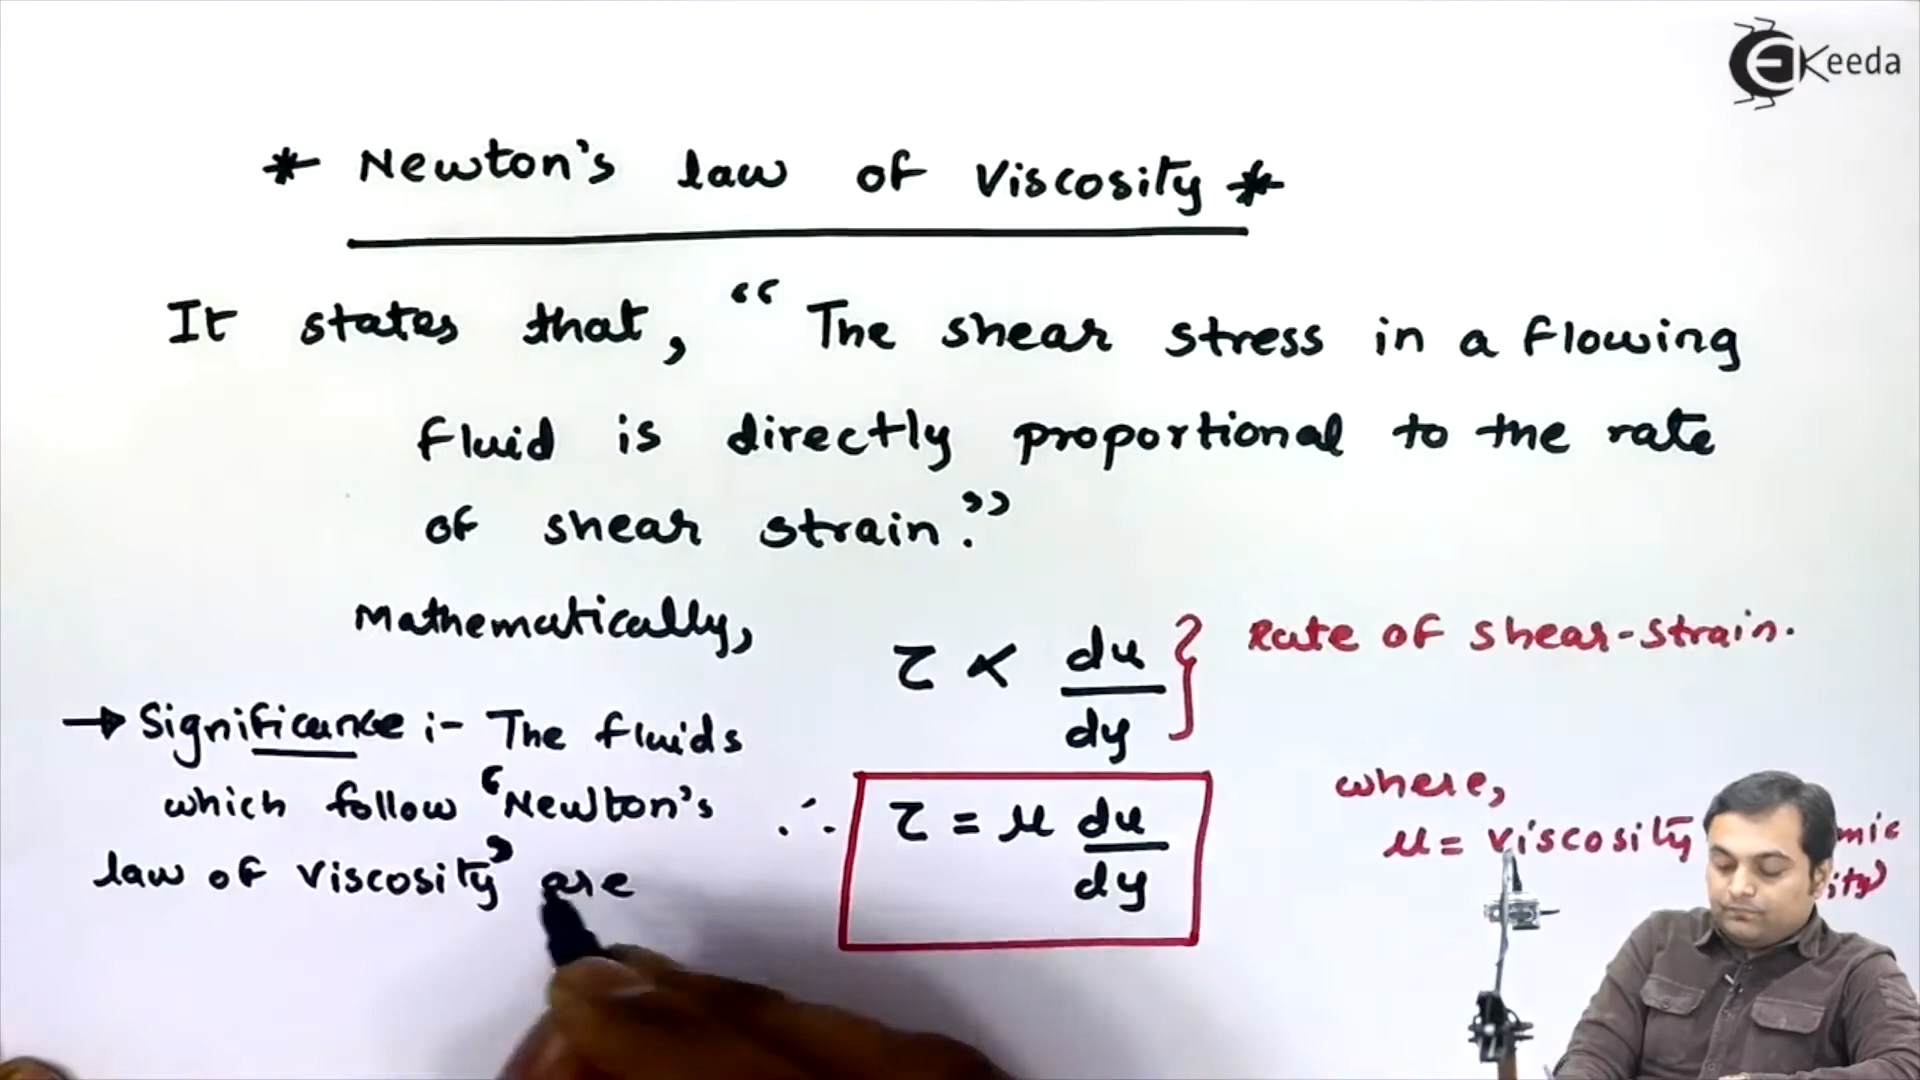 EKeeda
* Newton's law of Viscosity *
It states that, “ The shear stress in a flowing
fluid is directly proportional to the rate
of shear strain.”
Mathematically,
τ ∝ du/dy } Rate of shear-strain.
→ Significance :- The fluids
which follow ‘Newton's
law of viscosity’ are
∴ τ = μ du/dy
where,
μ = viscosity